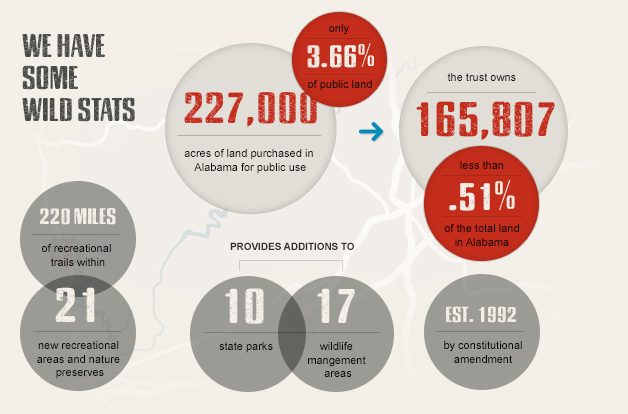 WE HAVE
SOME
WILD STATS
only
3.66%
of public land
227,000
acres of land purchased in
Alabama for public use
the trust owns
165,807
less than
.51%
of the total land
in Alabama
220 MILES
of recreational
trails within
21
new recreational
areas and nature
preserves
PROVIDES ADDITIONS TO
10
state parks
17
wildlife
mangement
areas
EST. 1992
by constitutional
amendment